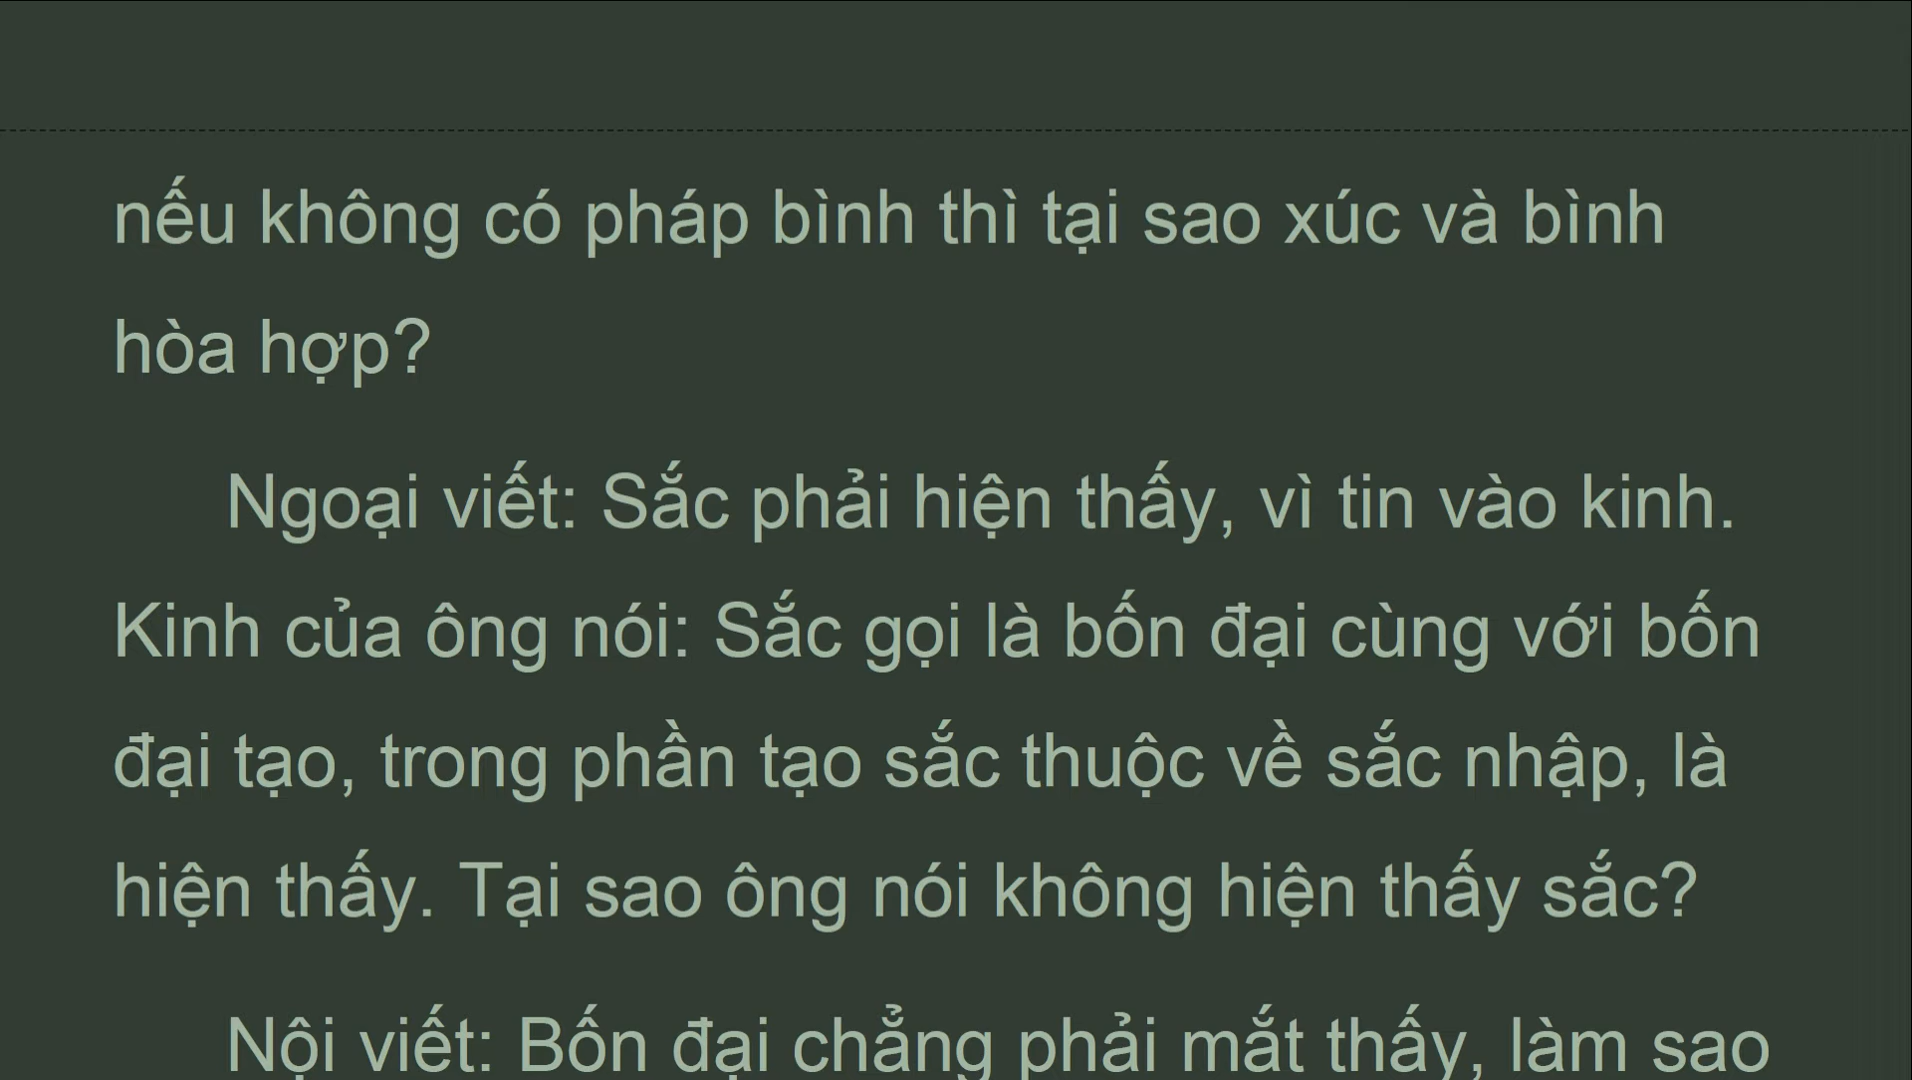 nếu không có pháp bình thì tại sao xúc và bình
hòa hợp?
Ngoại viết: Sắc phải hiện thấy, vì tin vào kinh.
Kinh của ông nói: Sắc gọi là bốn đại cùng với bốn
đại tạo, trong phần tạo sắc thuộc về sắc nhập, là
hiện thấy. Tại sao ông nói không hiện thấy sắc?
Nội viết: Bốn đại chẳng phải mắt thấy, làm sao